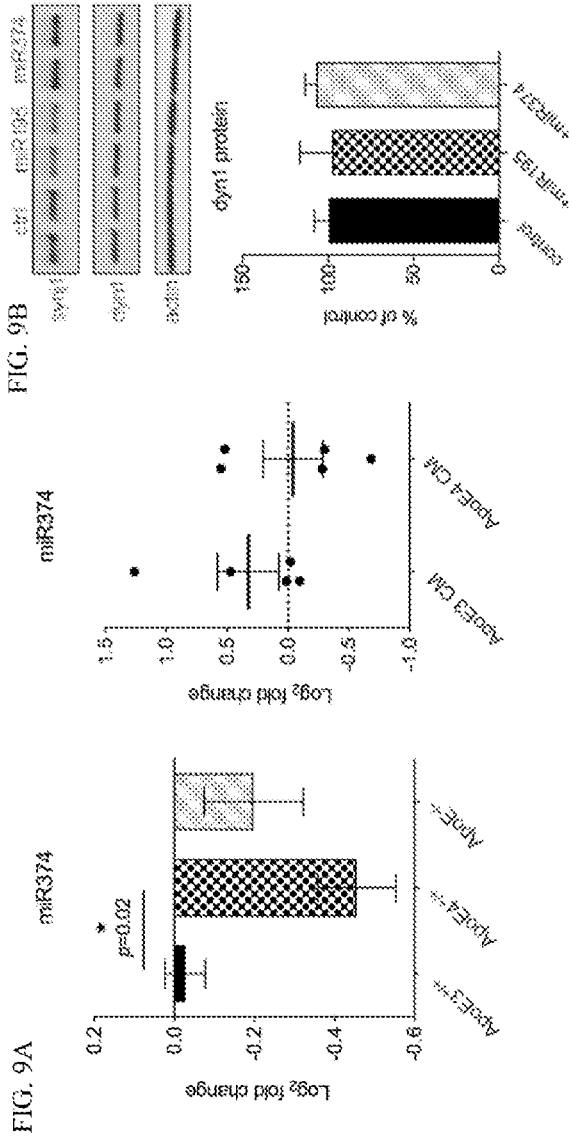 FIG. 9A
miR374
Log₂ fold change
0.2
0.0
-0.2
-0.4
-0.6
*
p=0.02
ApoE3+/+
ApoE4+/+
ApoE-/-
miR374
Log₂ fold change
1.5
1.0
0.5
0.0
-0.5
-1.0
ApoE3 CM
ApoE4 CM
FIG. 9B
ctrl miR195 miR374
synj1
dyn1
actin
dyn1 protein
% of control
150
100
50
0
control
+miR195
+miR374